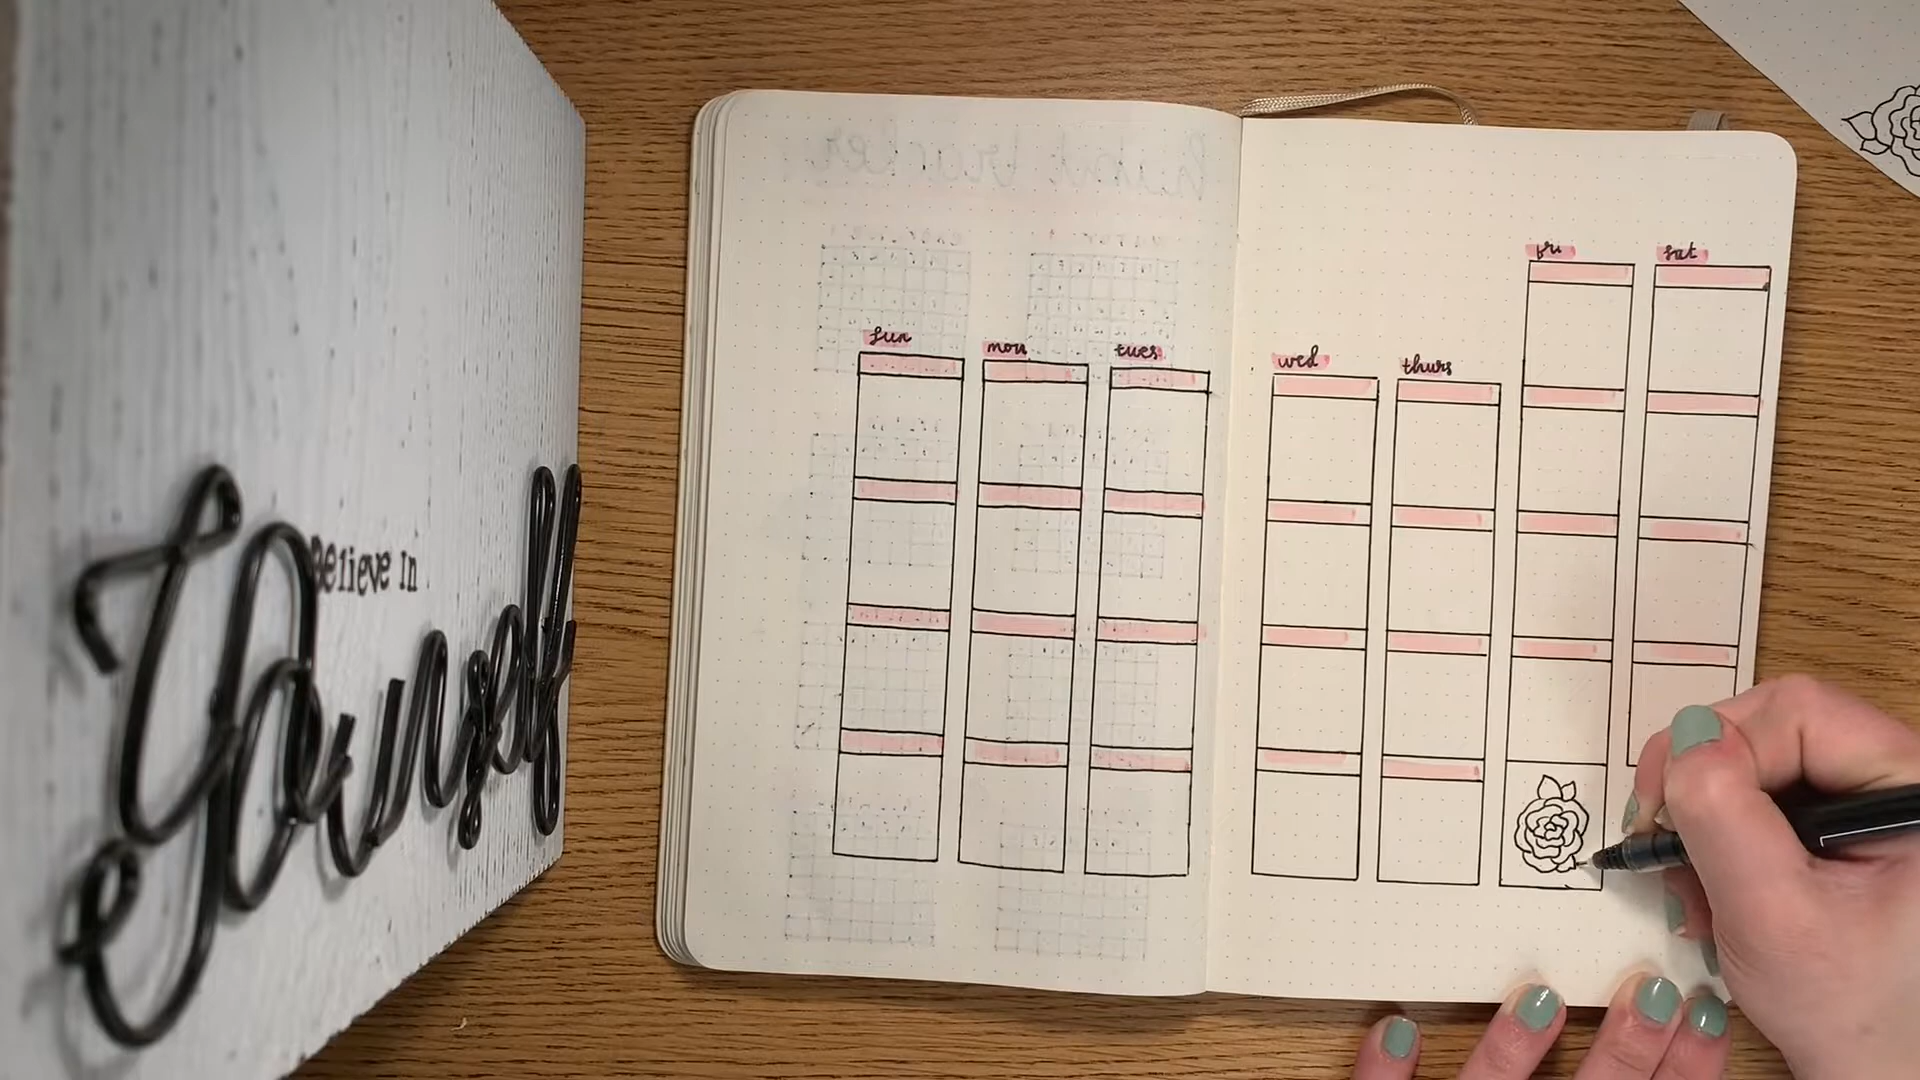 Believe In
Yourself
sun
mon
tues
wed
thurs
fri
sat